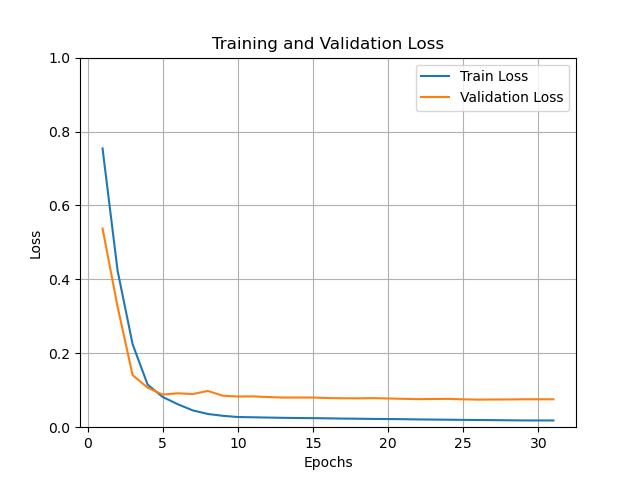 Training and Validation Loss
Train Loss
Validation Loss
1.0
0.8
0.6
0.4
0.2
0.0
Loss
0 5 10 15 20 25 30
Epochs